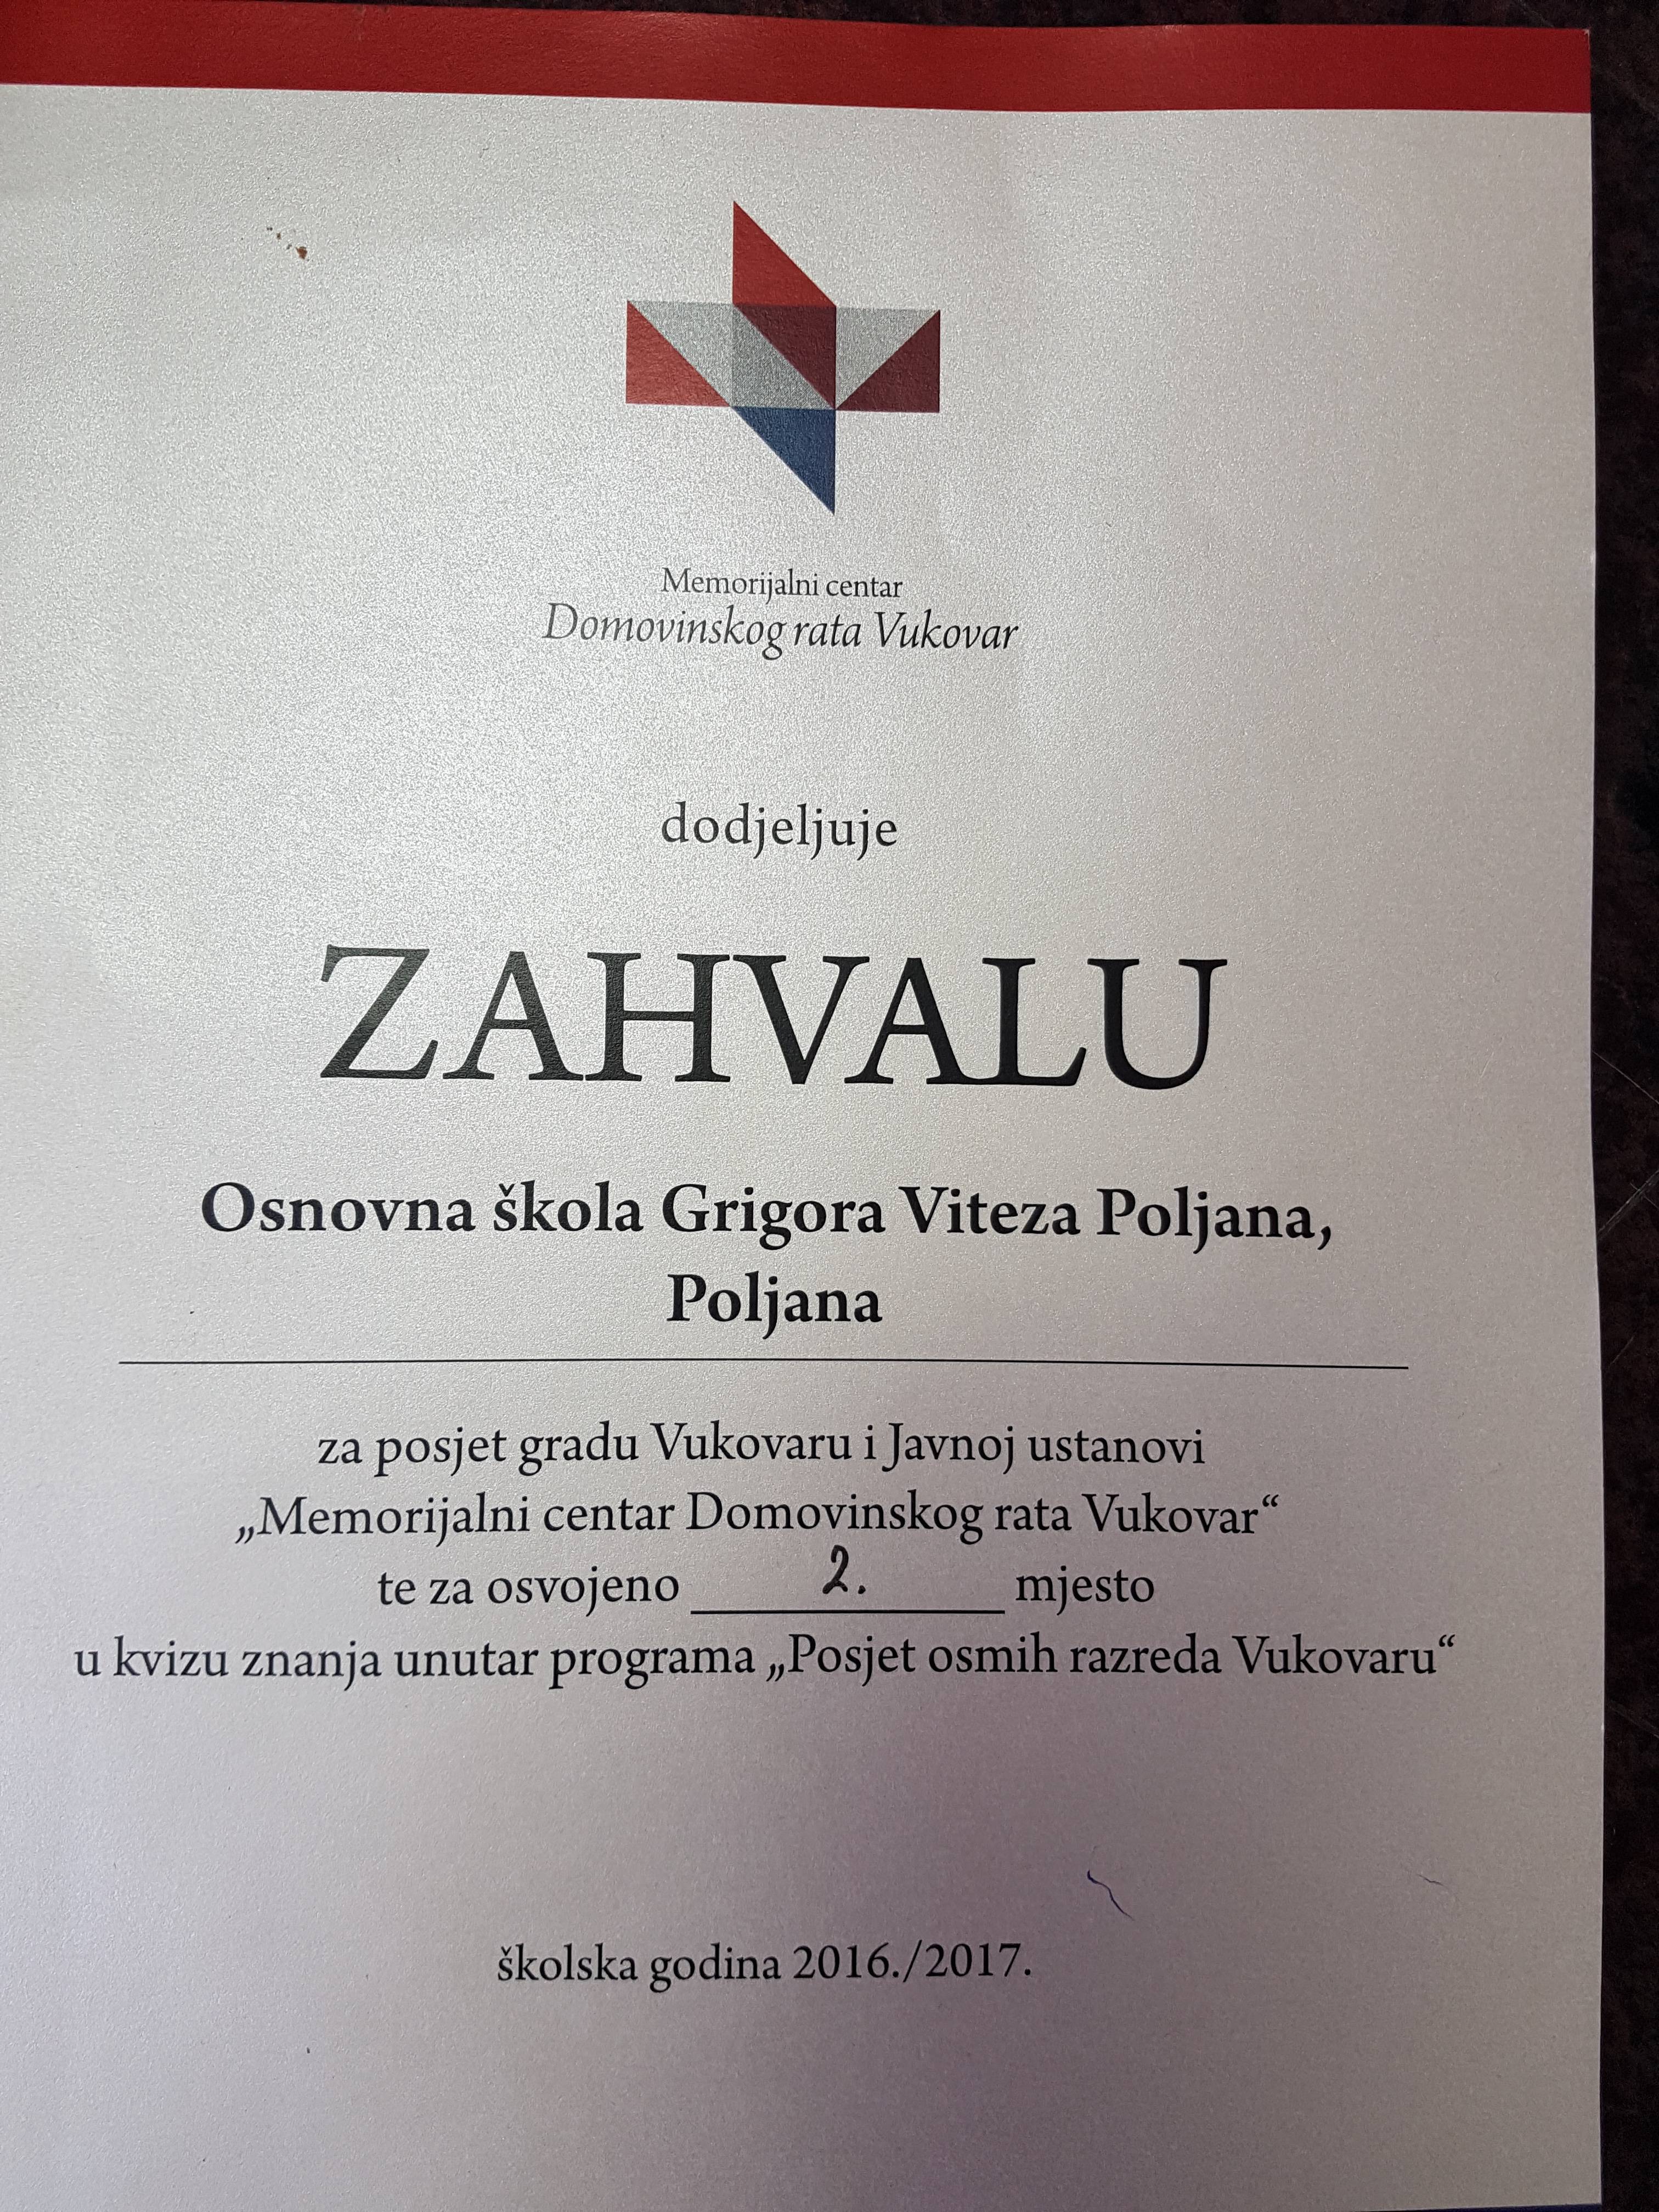 Memorijalni centar
Domovinskog rata Vukovar
dodjeljuje
ZAHVALU
Osnovna škola Grigora Viteza Poljana,
Poljana
za posjet gradu Vukovaru i Javnoj ustanovi
„Memorijalni centar Domovinskog rata Vukovar“
te za osvojeno 2. mjesto
u kvizu znanja unutar programa „Posjet osmih razreda Vukovaru“
školska godina 2016./2017.